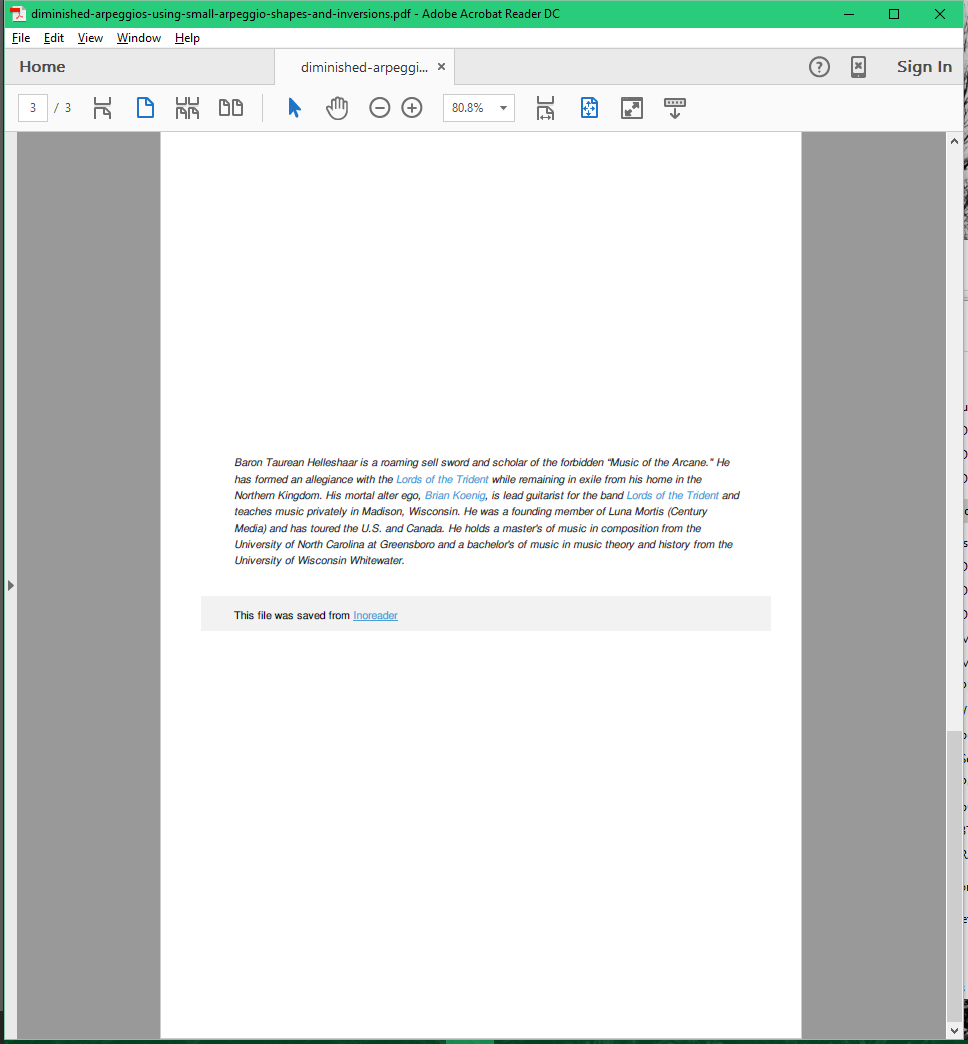 diminished-arpeggios-using-small-arpeggio-shapes-and-inversions.pdf - Adobe Acrobat Reader DC
File Edit View Window Help
Home diminished-arpeggi... × Sign In
3 / 3 80.8%
Baron Taurean Helleshaar is a roaming sell sword and scholar of the forbidden “Music of the Arcane.” He
has formed an allegiance with the Lords of the Trident while remaining in exile from his home in the
Northern Kingdom. His mortal alter ego, Brian Koenig, is lead guitarist for the band Lords of the Trident and
teaches music privately in Madison, Wisconsin. He was a founding member of Luna Mortis (Century
Media) and has toured the U.S. and Canada. He holds a master's of music in composition from the
University of North Carolina at Greensboro and a bachelor's of music in music theory and history from the
University of Wisconsin Whitewater.
This file was saved from Inoreader